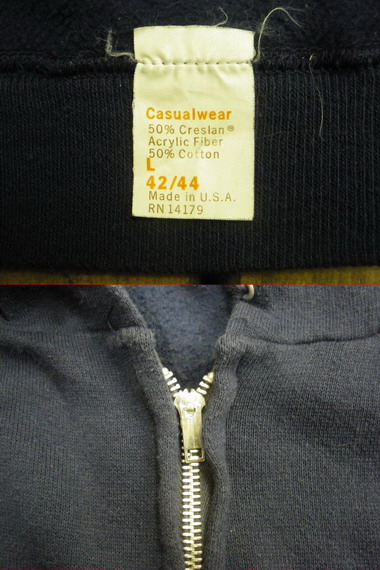 Casualwear
50% Creslan®
Acrylic Fiber
50% Cotton
L
42/44
Made in U.S.A.
RN 14179